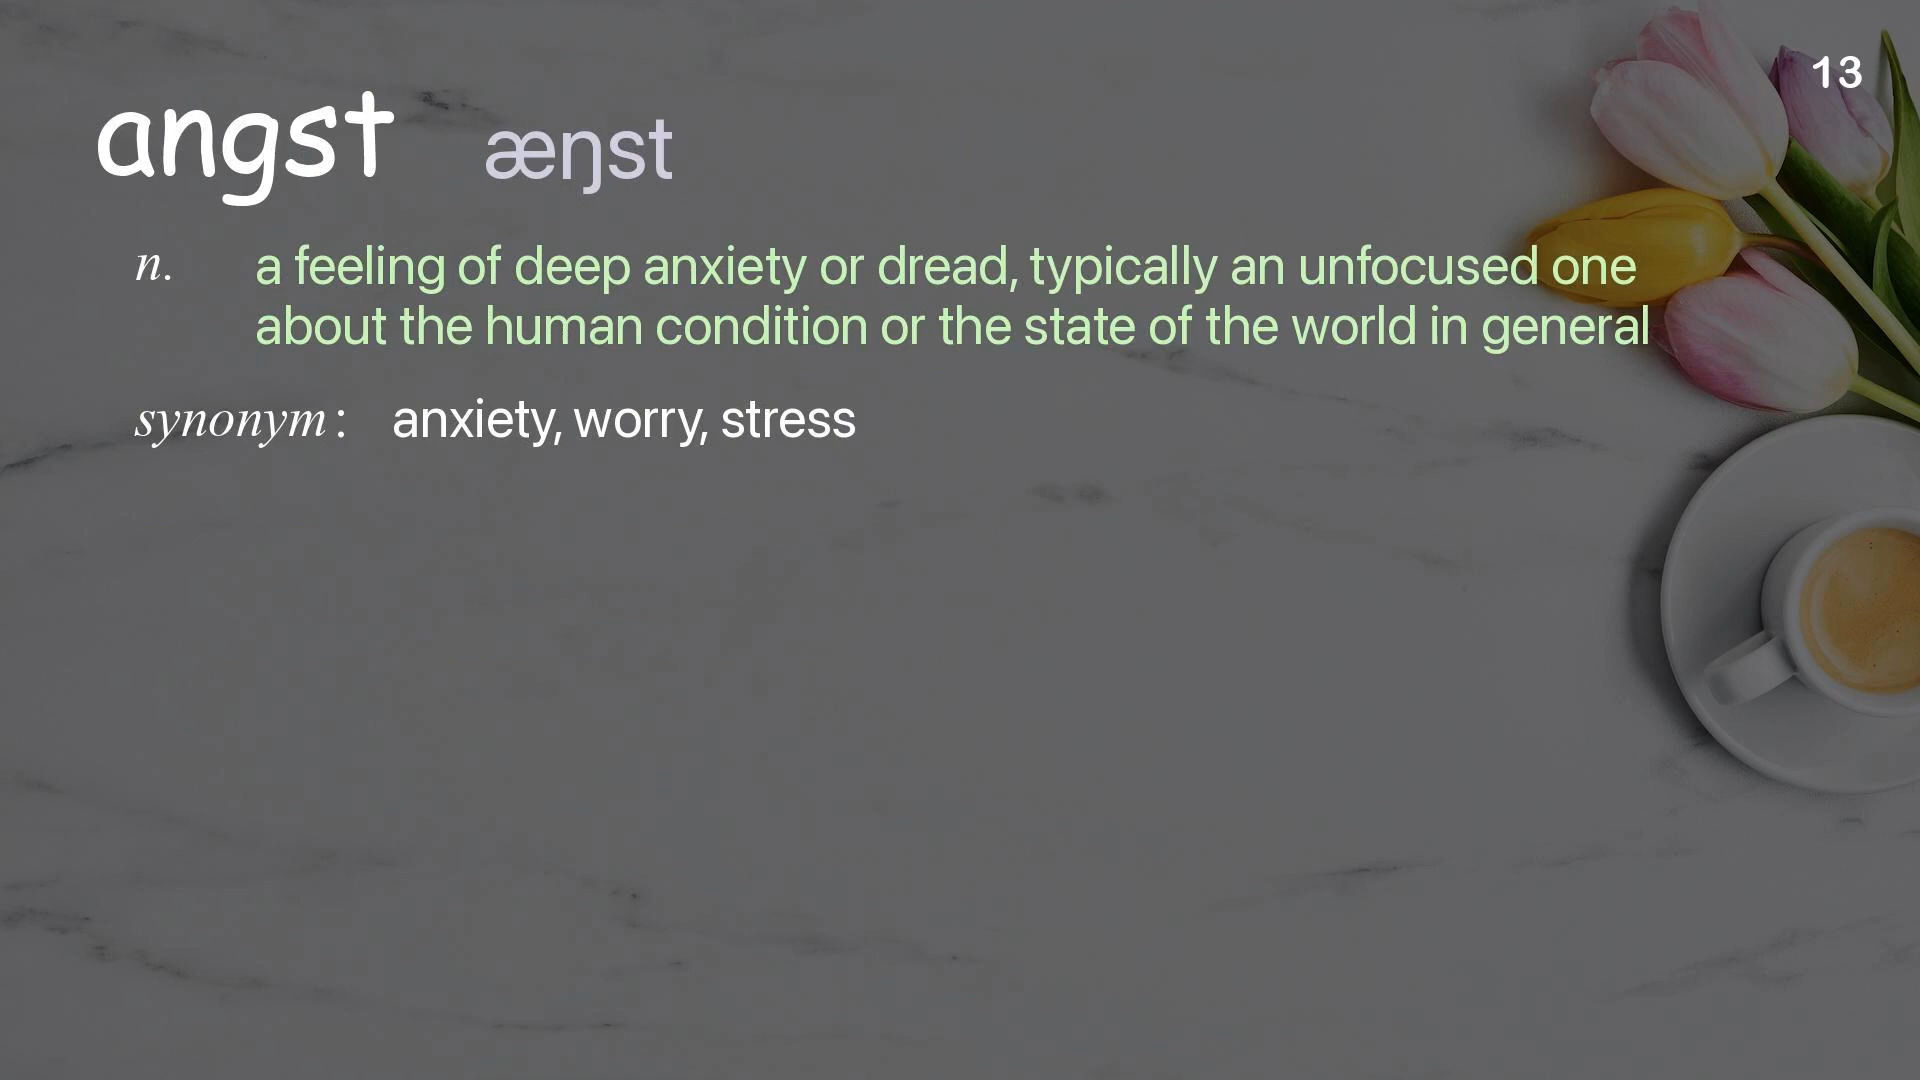 13
angst æŋst
n. a feeling of deep anxiety or dread, typically an unfocused one
about the human condition or the state of the world in general
synonym: anxiety, worry, stress